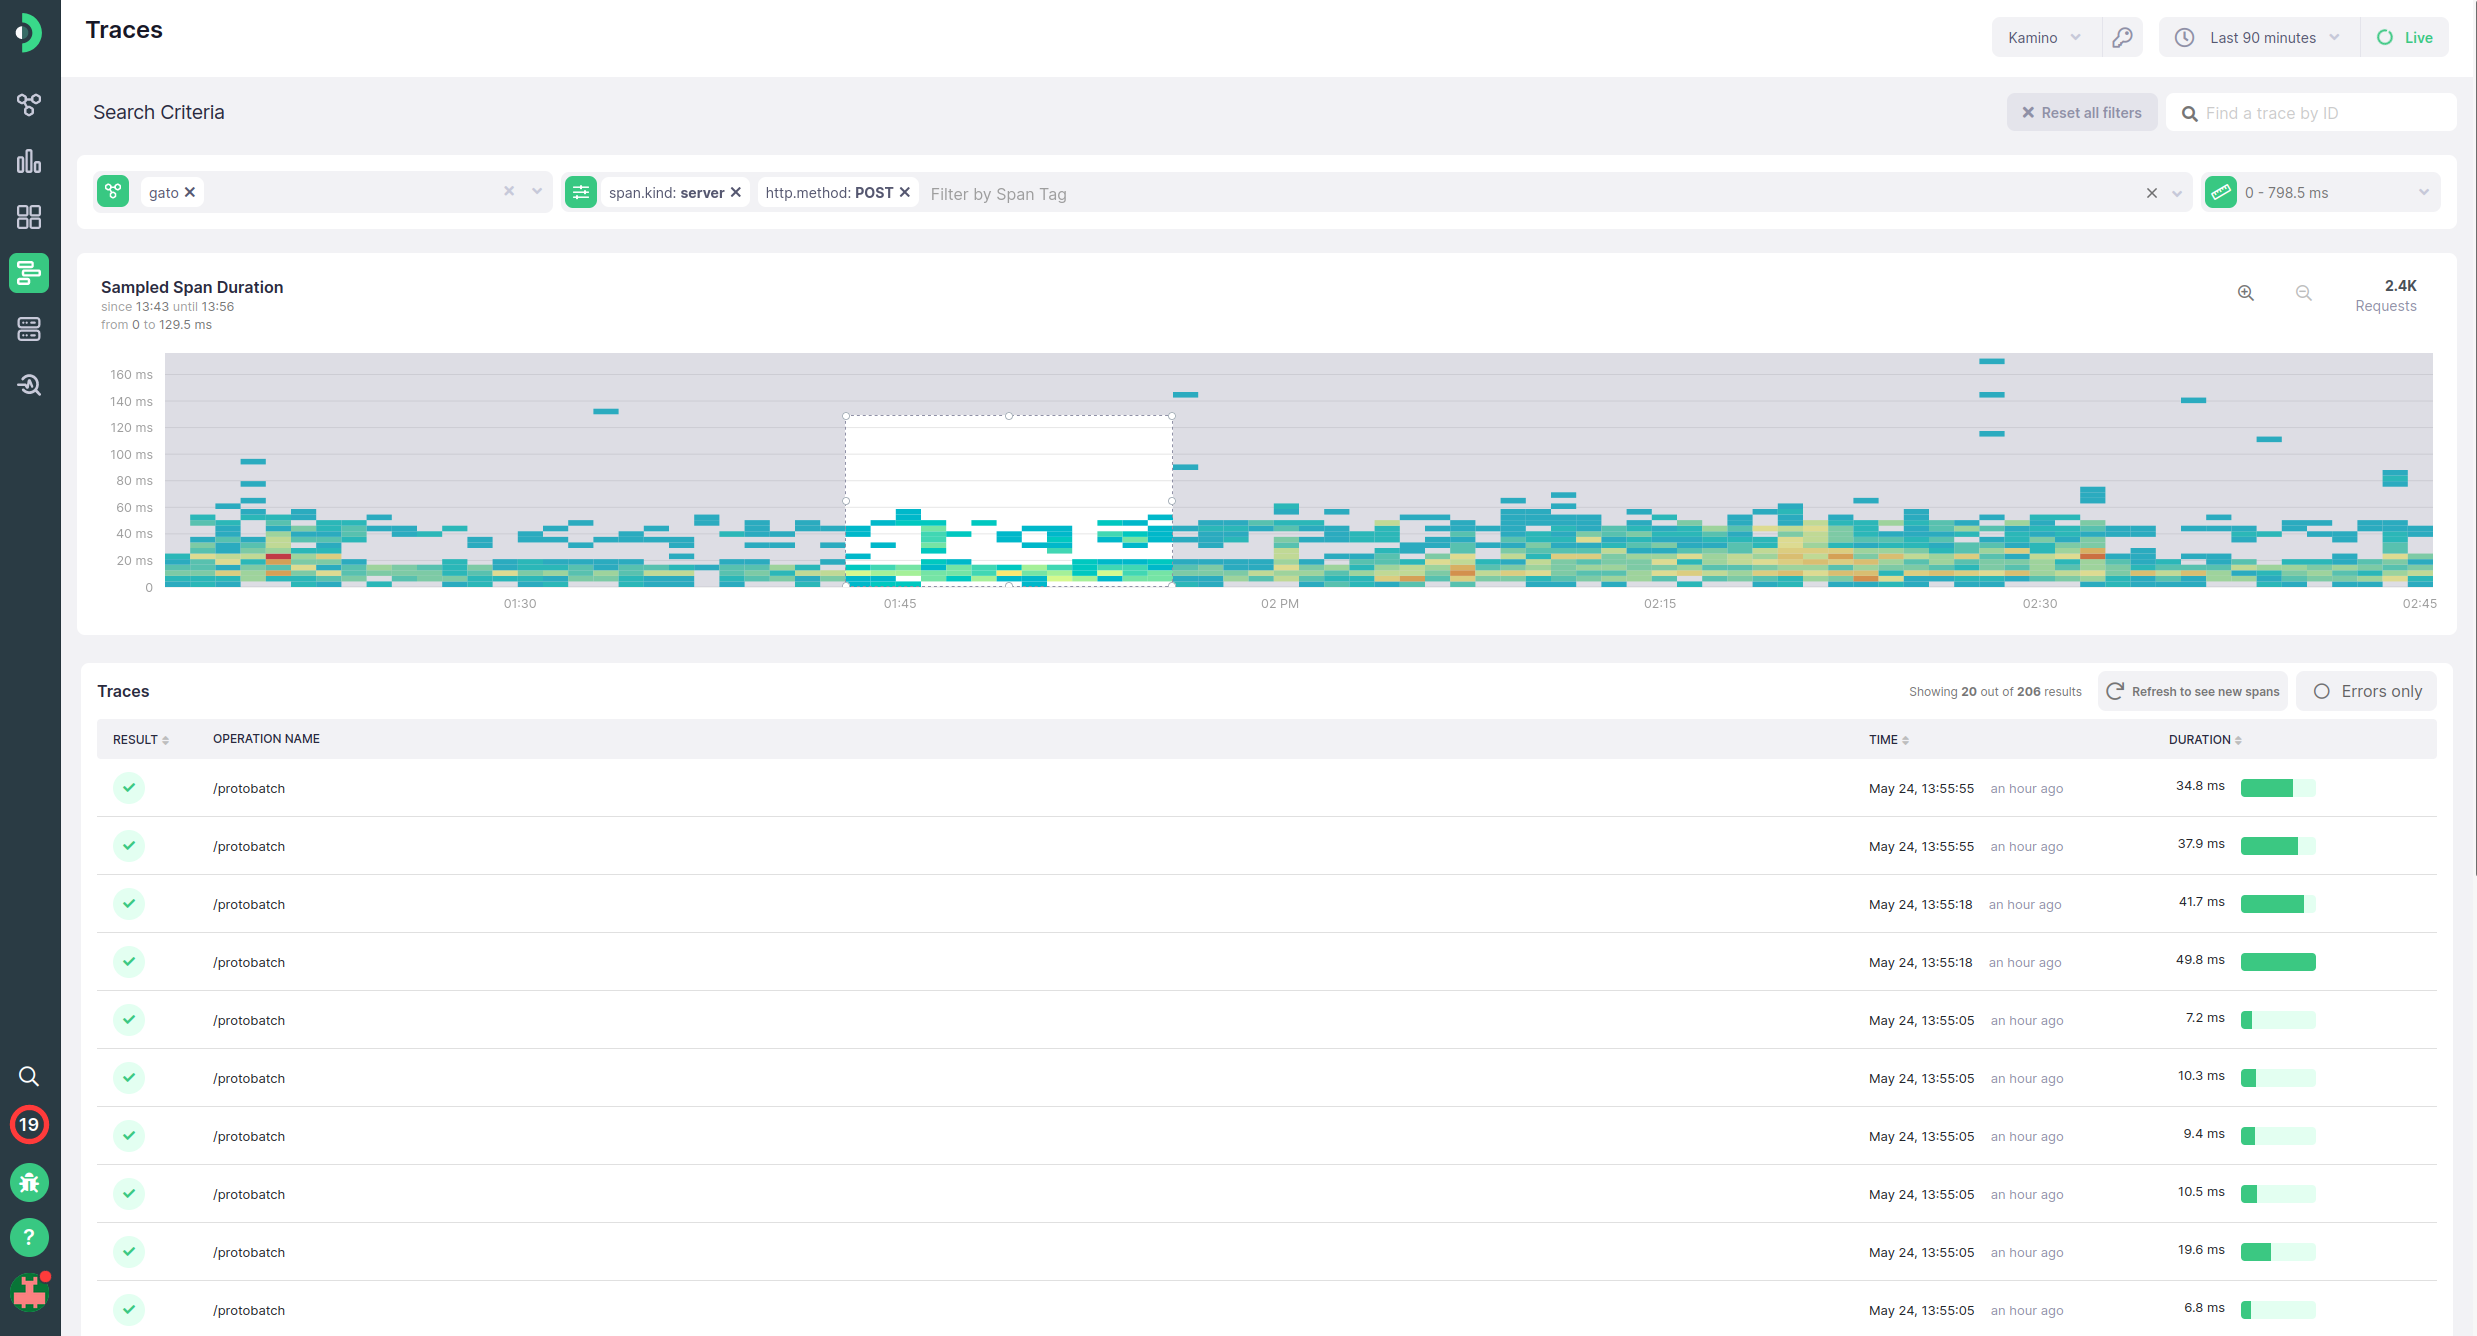 Traces
Kamino
Last 90 minutes
Live
Search Criteria
Reset all filters
Find a trace by ID
gato
span.kind: server
http.method: POST
Filter by Span Tag
0 - 798.5 ms
Sampled Span Duration
since 13:43 until 13:56
from 0 to 129.5 ms
2.4K
Requests
160 ms
140 ms
120 ms
100 ms
80 ms
60 ms
40 ms
20 ms
0
01:30
01:45
02 PM
02:15
02:30
02:45
Traces
Showing 20 out of 206 results
Refresh to see new spans
Errors only
RESULT OPERATION NAME TIME DURATION
/protobatch May 24, 13:55:55 an hour ago 34.8 ms
/protobatch May 24, 13:55:55 an hour ago 37.9 ms
/protobatch May 24, 13:55:18 an hour ago 41.7 ms
/protobatch May 24, 13:55:18 an hour ago 49.8 ms
/protobatch May 24, 13:55:05 an hour ago 7.2 ms
/protobatch May 24, 13:55:05 an hour ago 10.3 ms
/protobatch May 24, 13:55:05 an hour ago 9.4 ms
/protobatch May 24, 13:55:05 an hour ago 10.5 ms
/protobatch May 24, 13:55:05 an hour ago 19.6 ms
/protobatch May 24, 13:55:05 an hour ago 6.8 ms
19
?